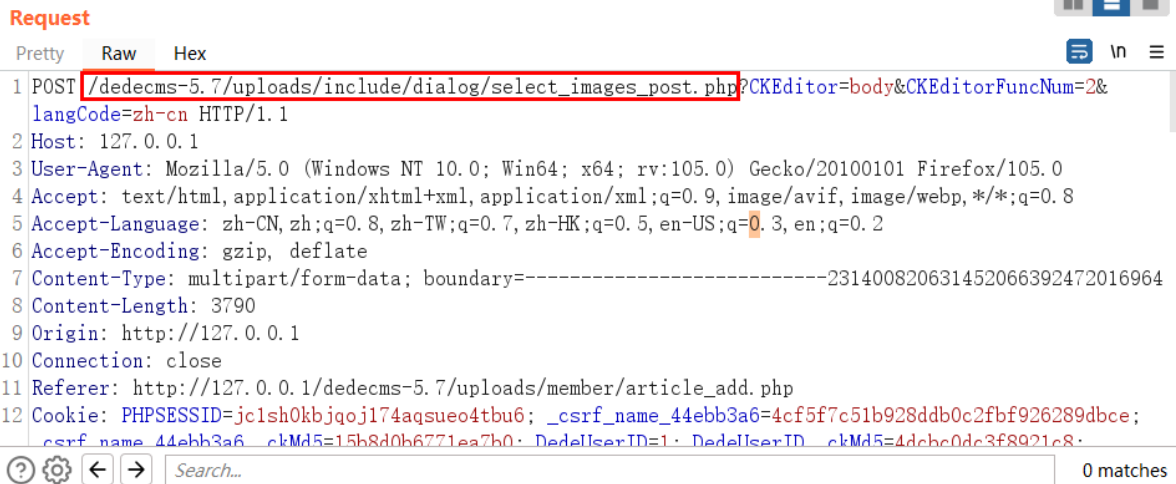 Request
Pretty Raw Hex
\n
1 POST /dedecms-5.7/uploads/include/dialog/select_images_post.php?CKEditor=body&CKEditorFuncNum=2&
langCode=zh-cn HTTP/1.1
2 Host: 127.0.0.1
3 User-Agent: Mozilla/5.0 (Windows NT 10.0; Win64; x64; rv:105.0) Gecko/20100101 Firefox/105.0
4 Accept: text/html,application/xhtml+xml,application/xml;q=0.9,image/avif,image/webp,*/*;q=0.8
5 Accept-Language: zh-CN,zh;q=0.8,zh-TW;q=0.7,zh-HK;q=0.5,en-US;q=0.3,en;q=0.2
6 Accept-Encoding: gzip, deflate
7 Content-Type: multipart/form-data; boundary=---------------------------231400820631452066392472016964
8 Content-Length: 3790
9 Origin: http://127.0.0.1
10 Connection: close
11 Referer: http://127.0.0.1/dedecms-5.7/uploads/member/article_add.php
12 Cookie: PHPSESSID=jc1sh0kbjqoj174aqsueo4tbu6; _csrf_name_44ebb3a6=4cf5f7c51b928ddb0c2fbf926289dbce;
_csrf_name_44ebb3a6__ckMd5=15b8d0b6771ea7b0; DedeUserID=1; DedeUserID__ckMd5=4dcbc0dc3f8921c8;
Search...
0 matches